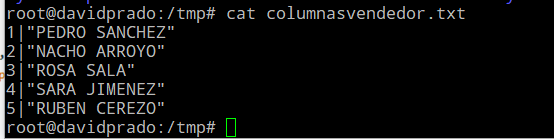 root@davidprado:/tmp# cat columnasvendedor.txt
1|"PEDRO SANCHEZ"
2|"NACHO ARROYO"
3|"ROSA SALA"
4|"SARA JIMENEZ"
5|"RUBEN CEREZO"
root@davidprado:/tmp#